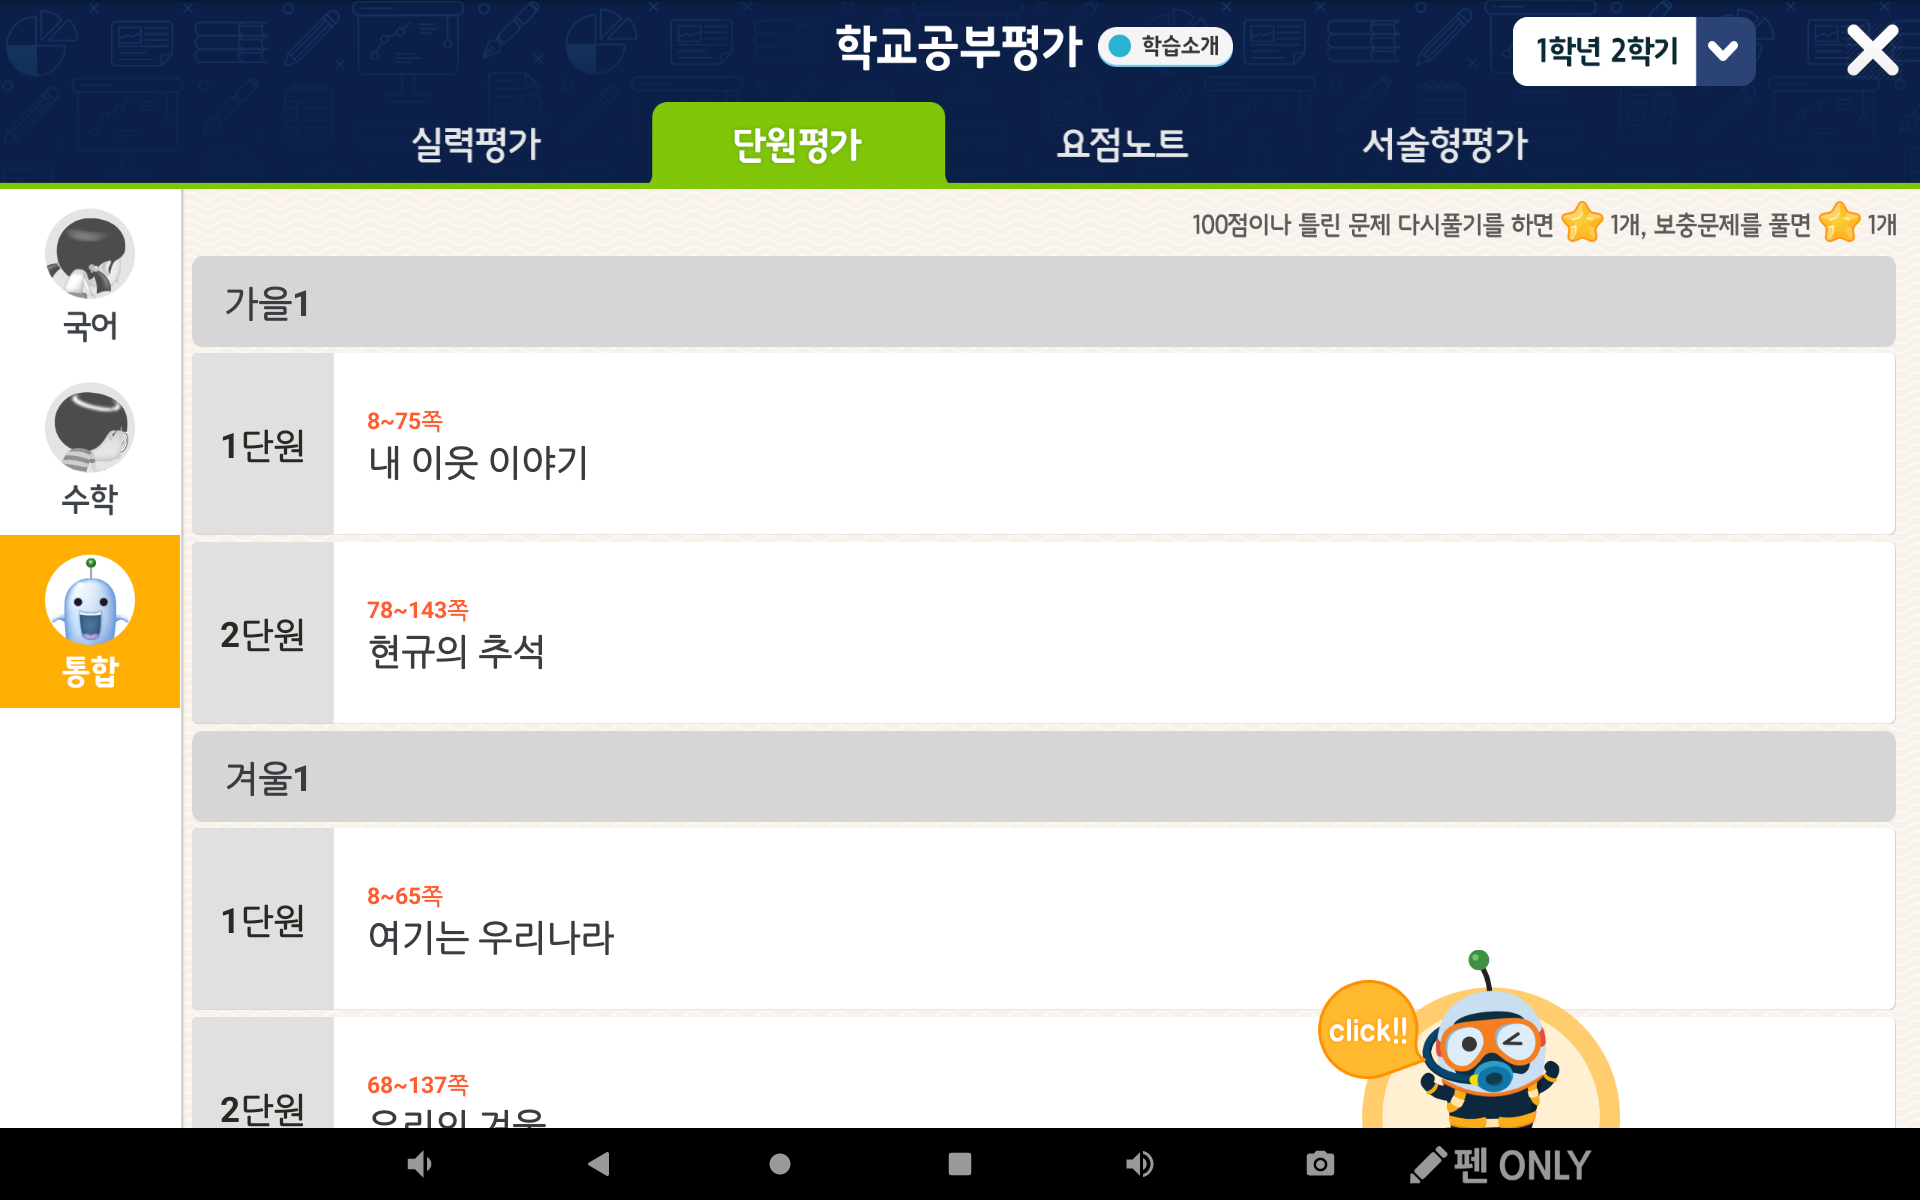 학교공부평가
학습소개
1학년 2학기
실력평가
단원평가
요점노트
서술형평가
국어
수학
통합
100점이나 틀린 문제 다시풀기를 하면 1개, 보충문제를 풀면 1개
가을1
1단원
8~75쪽
내 이웃 이야기
2단원
78~143쪽
현규의 추석
겨울1
1단원
8~65쪽
여기는 우리나라
2단원
68~137쪽
우리의 겨울
click!!
펜 ONLY